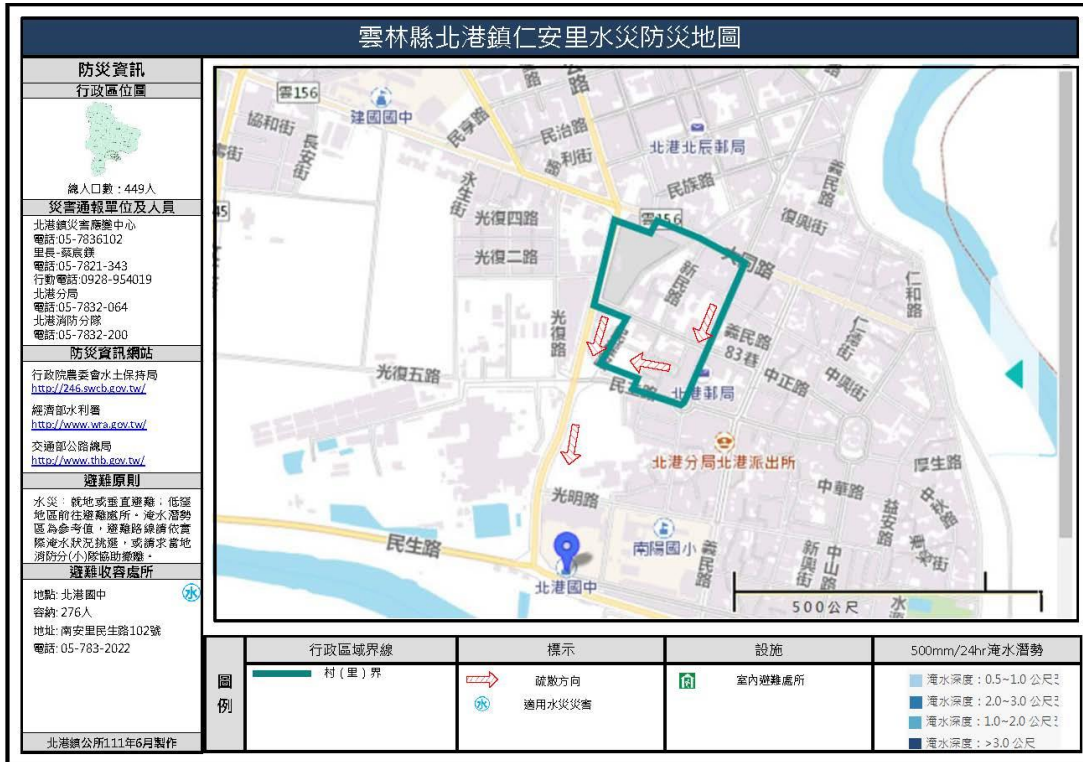 雲林縣北港鎮仁安里水災防災地圖
防災資訊
行政區位圖
總人口數：449人
災害通報單位及人員
北港鎮災害應變中心
電話:05-7836102
里長-蔡宸鎂
電話:05-7821-343
行動電話:0928-954019
北港分局
電話:05-7832-064
北港消防分隊
電話:05-7832-200
防災資訊網站
行政院農委會水土保持局
http://246.swcb.gov.tw/
經濟部水利署
http://www.wra.gov.tw/
交通部公路總局
http://www.thb.gov.tw/
避難原則
水災：就地或垂直避難；低窪
地區前往避難處所。淹水潛勢
區為參考值，避難路線請依實
際淹水狀況挑選，或請求當地
消防分(小)隊協助撤離。
避難收容處所
地點: 北港國中
水
容納: 276人
地址: 南安里民生路102號
電話: 05-783-2022
北港鎮公所111年6月製作
雲156
建國國中
協和街
長安街
民享路
民治路
公路
路
利街
北港北辰郵局
民族路
義民路
永生街
光復四路
雲156
復興街
45
光復二路
大同路
新民路
仁和路
光復路
義民路
83巷
仁德街
光復五路
中正路
中興街
民生路
北港郵局
北港分局北港派出所
厚生路
中華路
光明路
益安路
民生路
南陽國小
義民路
新興街
中山路
北港國中
500公尺
水
圖例
行政區域界線
標示
設施
500mm/24hr淹水潛勢
村（里）界
疏散方向
水
適用水災災害
室內避難處所
淹水深度：0.5~1.0 公尺
淹水深度：2.0~3.0 公尺
淹水深度：1.0~2.0 公尺
淹水深度：>3.0 公尺